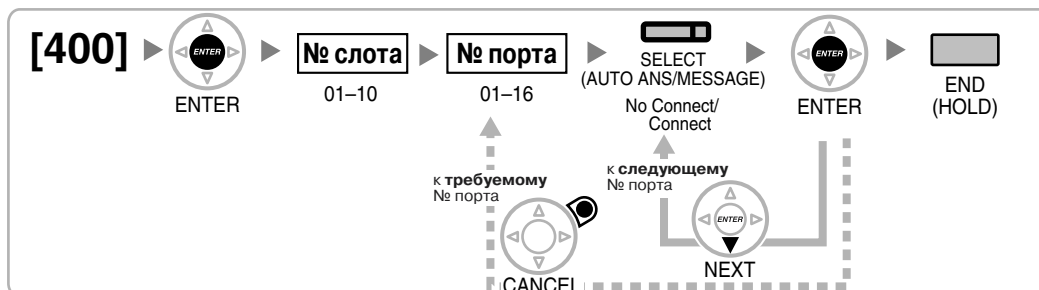 [400]
ENTER
ENTER
№ слота
01–10
№ порта
01–16
SELECT
(AUTO ANS/MESSAGE)
No Connect/
Connect
ENTER
ENTER
END
(HOLD)
к требуемому
№ порта
CANCEL
к следующему
№ порта
ENTER
NEXT